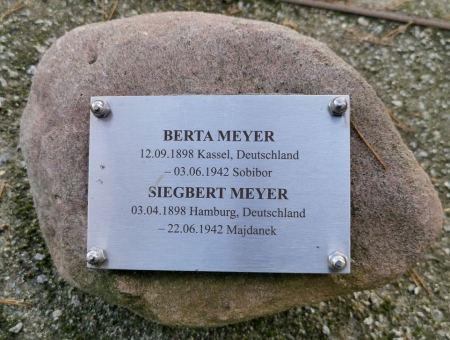 BERTA MEYER
12.09.1898 Kassel, Deutschland
– 03.06.1942 Sobibor
SIEGBERT MEYER
03.04.1898 Hamburg, Deutschland
– 22.06.1942 Majdanek